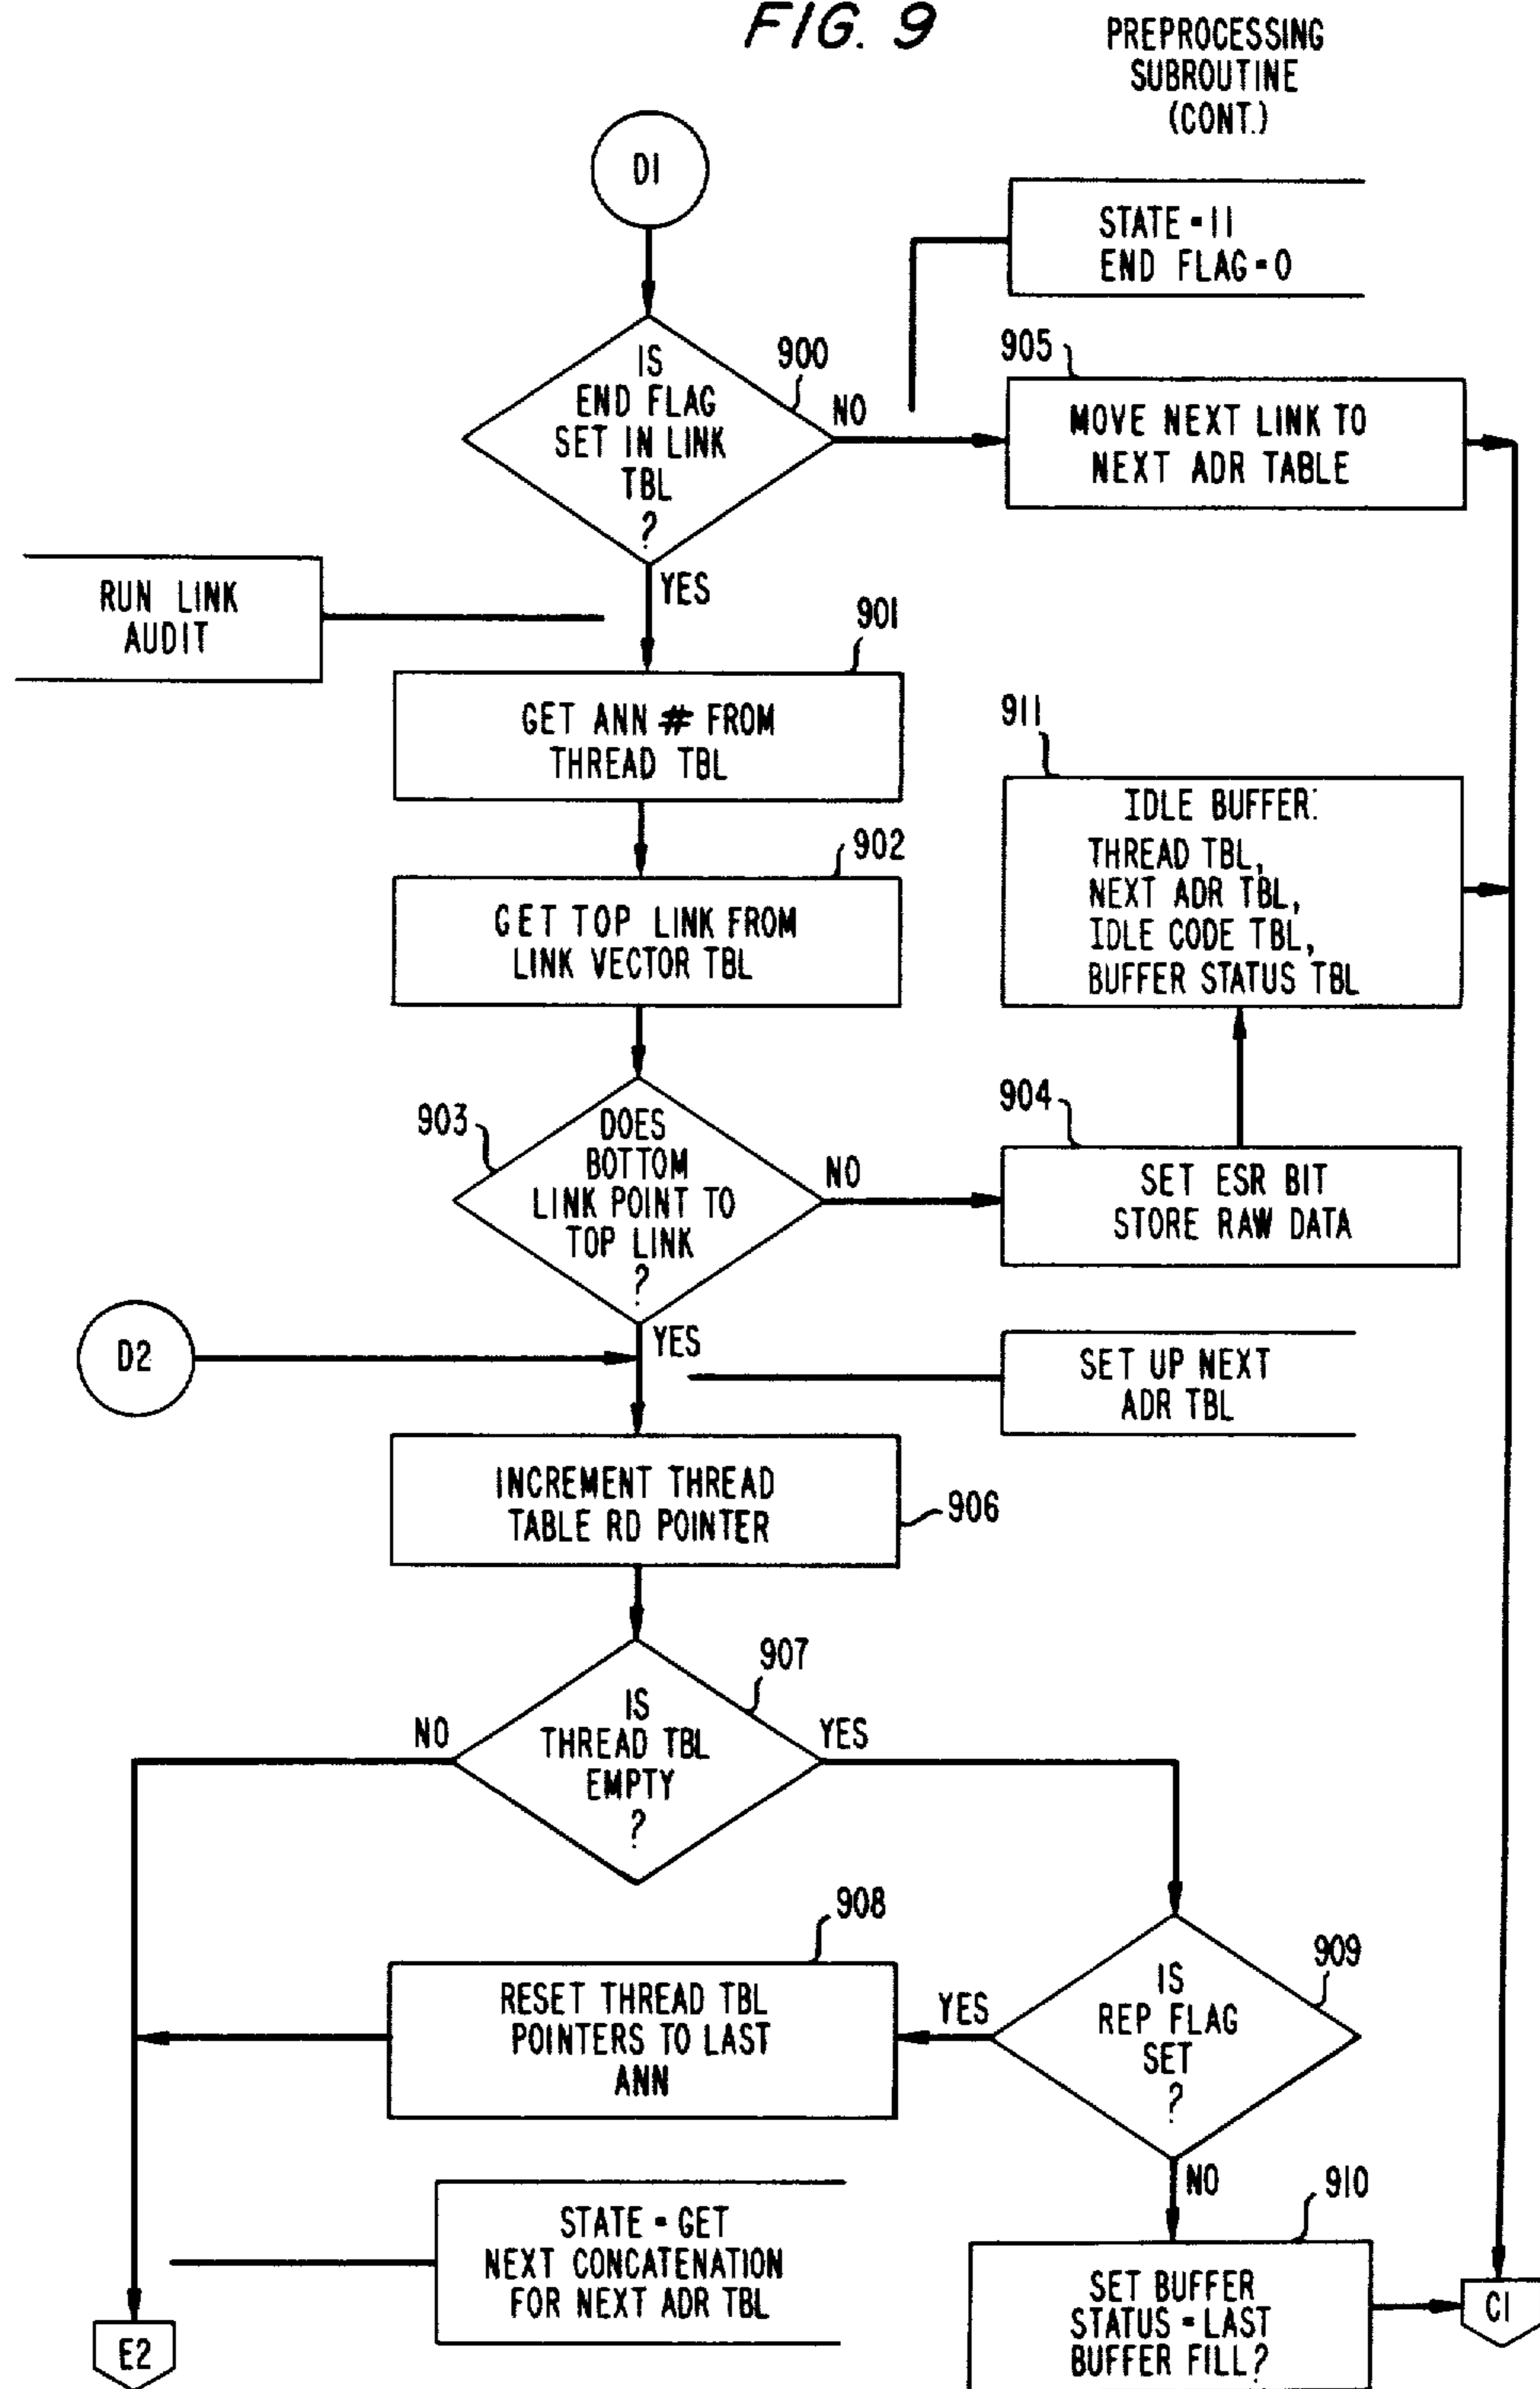 FIG. 9
PREPROCESSING
SUBROUTINE
(CONT.)
D1
STATE = 11
END FLAG = 0
900
IS
END FLAG
SET IN LINK
TBL
?
NO
905
MOVE NEXT LINK TO
NEXT ADR TABLE
YES
RUN LINK
AUDIT
901
GET ANN # FROM
THREAD TBL
902
GET TOP LINK FROM
LINK VECTOR TBL
911
IDLE BUFFER:
THREAD TBL,
NEXT ADR TBL,
IDLE CODE TBL,
BUFFER STATUS TBL
903
DOES
BOTTOM
LINK POINT TO
TOP LINK
?
NO
904
SET ESR BIT
STORE RAW DATA
YES
D2
SET UP NEXT
ADR TBL
INCREMENT THREAD
TABLE RD POINTER
906
907
IS
THREAD TBL
EMPTY
?
NO
YES
908
RESET THREAD TBL
POINTERS TO LAST
ANN
909
IS
REP FLAG
SET
?
YES
NO
STATE = GET
NEXT CONCATENATION
FOR NEXT ADR TBL
910
SET BUFFER
STATUS = LAST
BUFFER FILL?
E2
C1